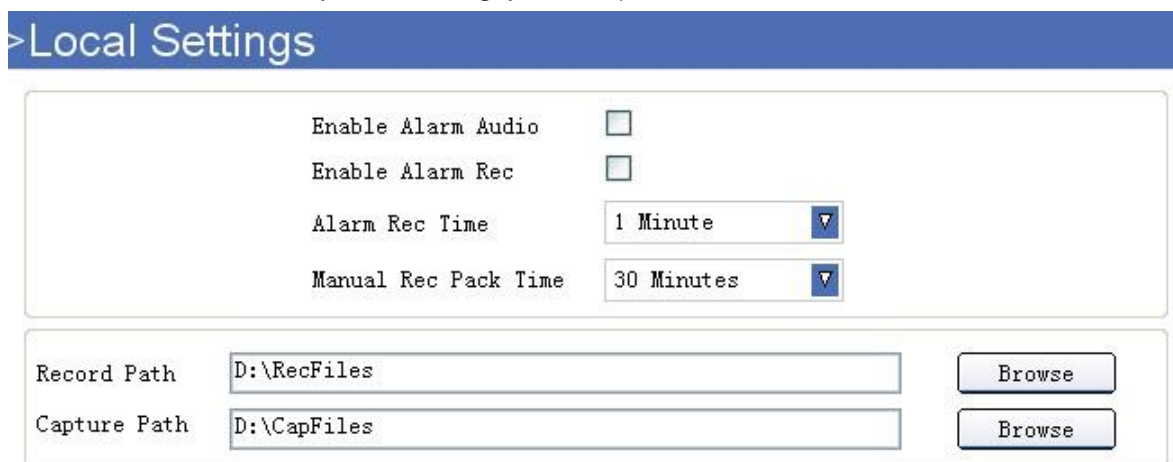 >Local Settings
Enable Alarm Audio
Enable Alarm Rec
Alarm Rec Time 1 Minute
Manual Rec Pack Time 30 Minutes
Record Path D:\RecFiles Browse
Capture Path D:\CapFiles Browse